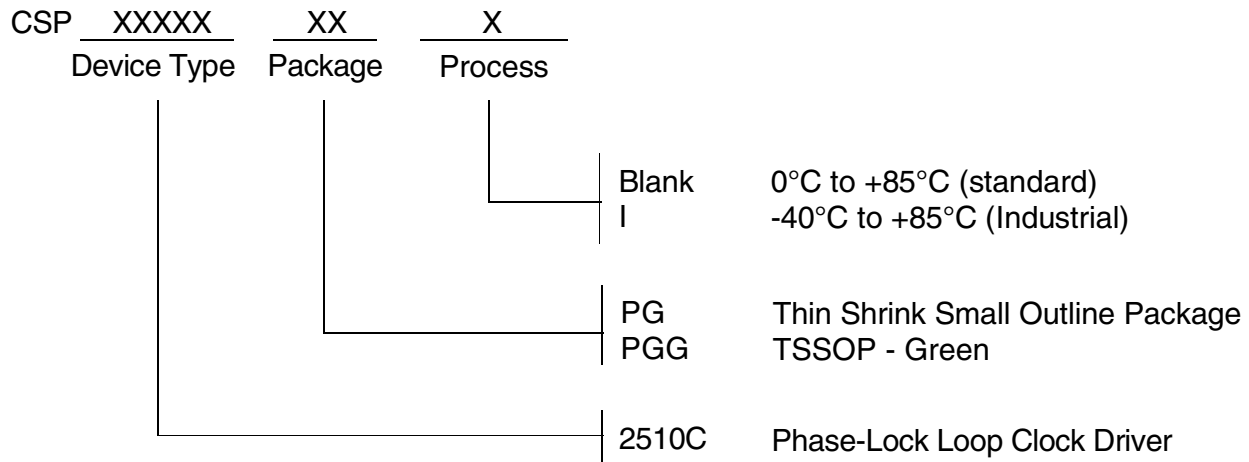 CSP XXXXX XX X
Device Type Package Process
Blank 0°C to +85°C (standard)
I -40°C to +85°C (Industrial)
PG Thin Shrink Small Outline Package
PGG TSSOP - Green
2510C Phase-Lock Loop Clock Driver